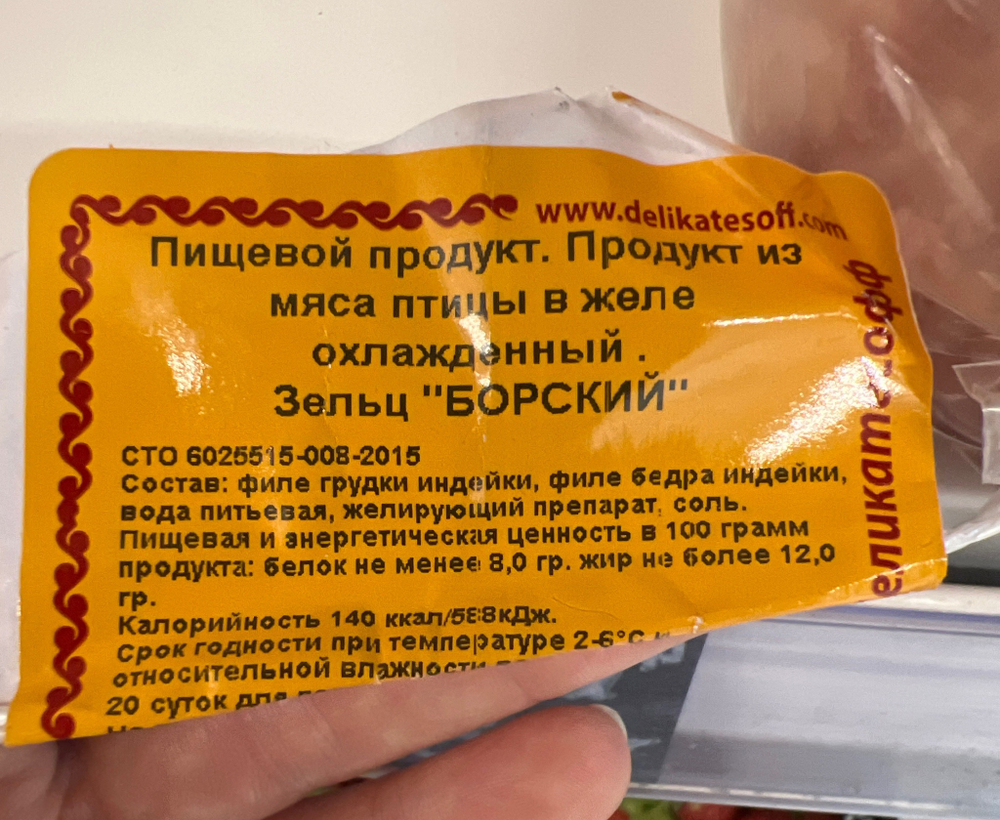 www.delikatesoff.com
Пищевой продукт. Продукт из
мяса птицы в желе
охлажденный .
Зельц "БОРСКИЙ"
СТО 6025515-008-2015
Состав: филе грудки индейки, филе бедра индейки,
вода питьевая, желирующий препарат, соль.
Пищевая и энергетическая ценность в 100 грамм
продукта: белок не менее 8,0 гр. жир не более 12,0
гр.
Калорийность 140 ккал/588кДж.
Срок годности при температуре 2-6°С и
относительной влажности
20 суток для